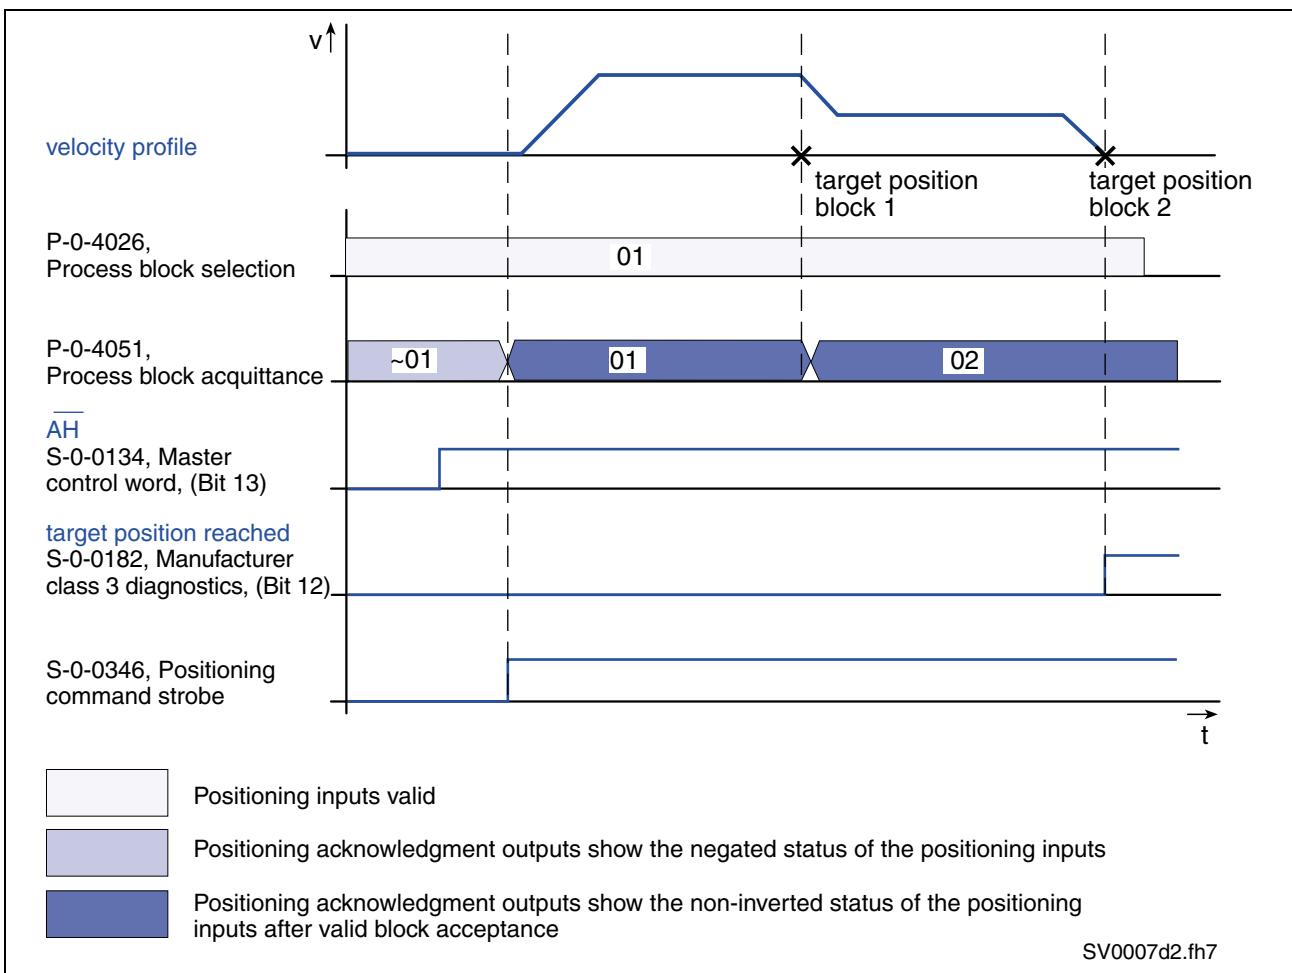 v
velocity profile
target position
block 1
target position
block 2
P-0-4026,
Process block selection
01
P-0-4051,
Process block acquittance
~01
01
02
AH
S-0-0134, Master
control word, (Bit 13)
target position reached
S-0-0182, Manufacturer
class 3 diagnostics, (Bit 12)
S-0-0346, Positioning
command strobe
t
Positioning inputs valid
Positioning acknowledgment outputs show the negated status of the positioning inputs
Positioning acknowledgment outputs show the non-inverted status of the positioning
inputs after valid block acceptance
SV0007d2.fh7